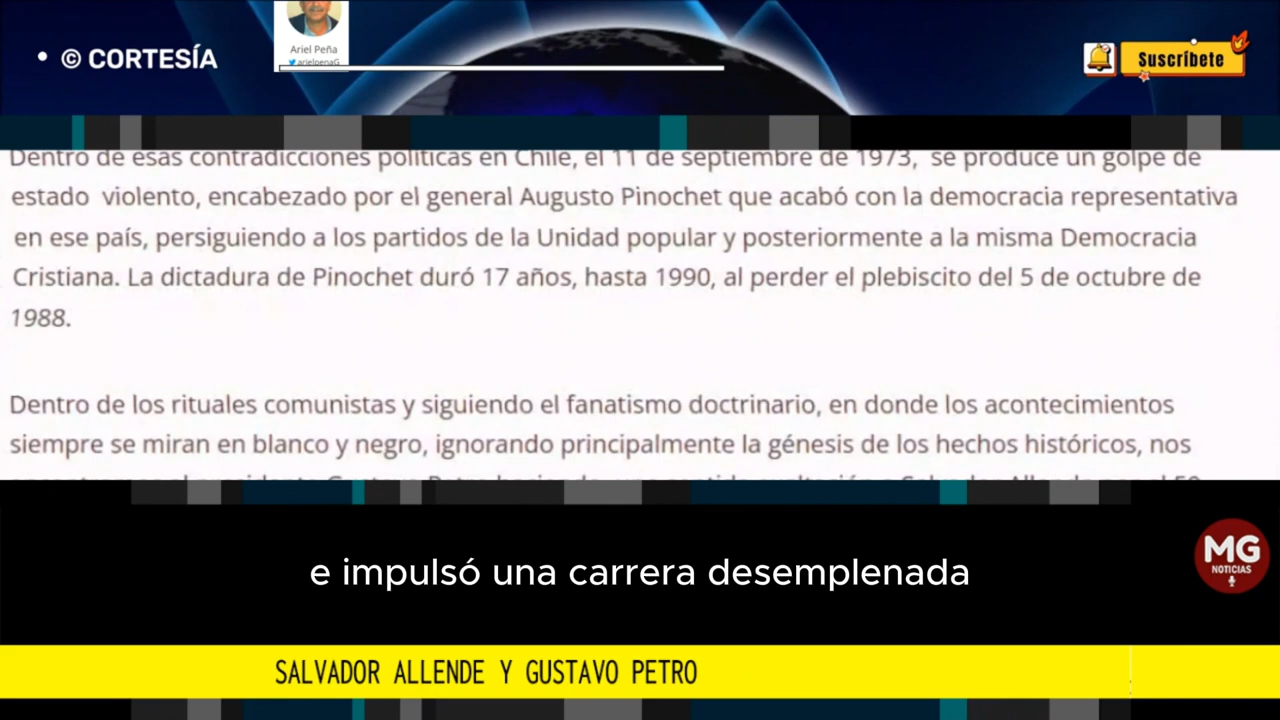 • © CORTESÍA
Ariel Peña
arielpenaG
Suscríbete
Dentro de esas contradicciones políticas en Chile, el 11 de septiembre de 1973, se produce un golpe de
estado violento, encabezado por el general Augusto Pinochet que acabó con la democracia representativa
en ese país, persiguiendo a los partidos de la Unidad popular y posteriormente a la misma Democracia
Cristiana. La dictadura de Pinochet duró 17 años, hasta 1990, al perder el plebiscito del 5 de octubre de
1988.
Dentro de los rituales comunistas y siguiendo el fanatismo doctrinario, en donde los acontecimientos
siempre se miran en blanco y negro, ignorando principalmente la génesis de los hechos históricos, nos
e impulsó una carrera desemplenada
MG
NOTICIAS
SALVADOR ALLENDE Y GUSTAVO PETRO